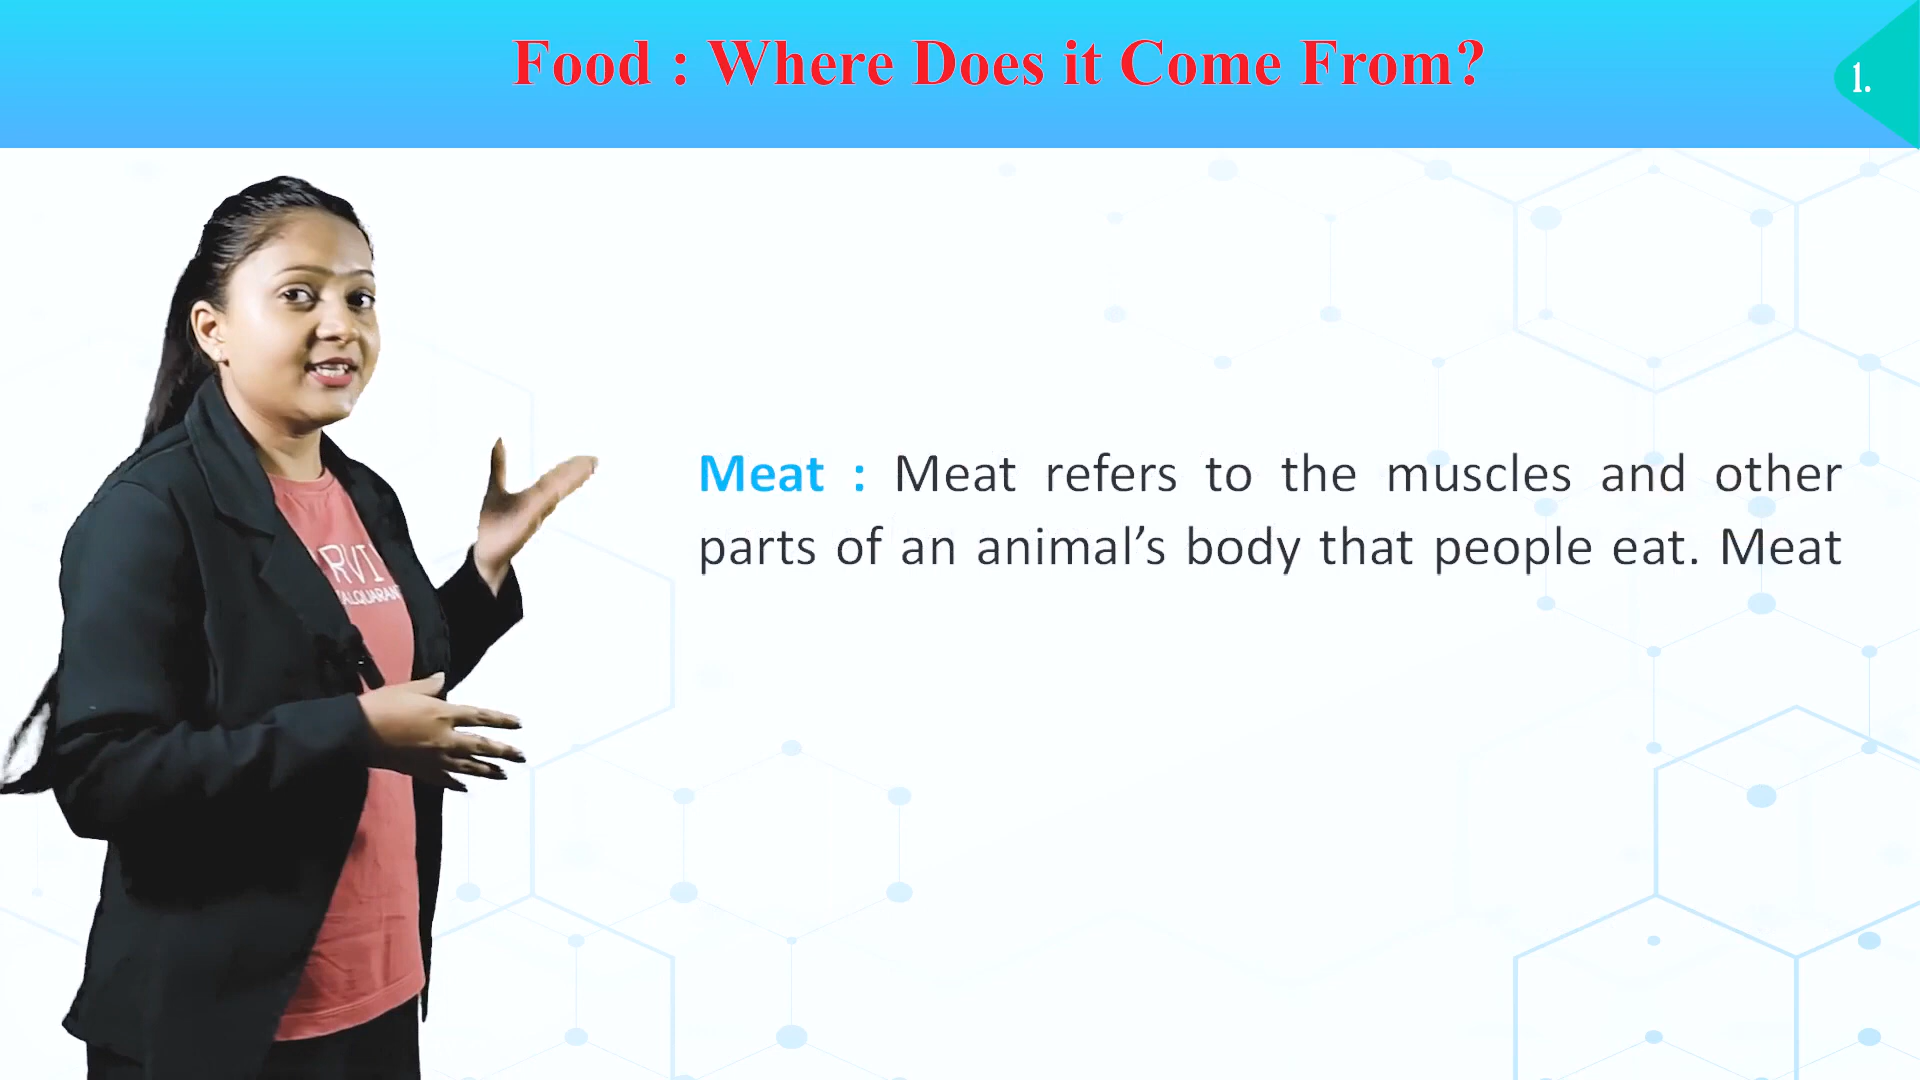 Food : Where Does it Come From?
1.
Meat : Meat refers to the muscles and other
parts of an animal’s body that people eat. Meat
RVI